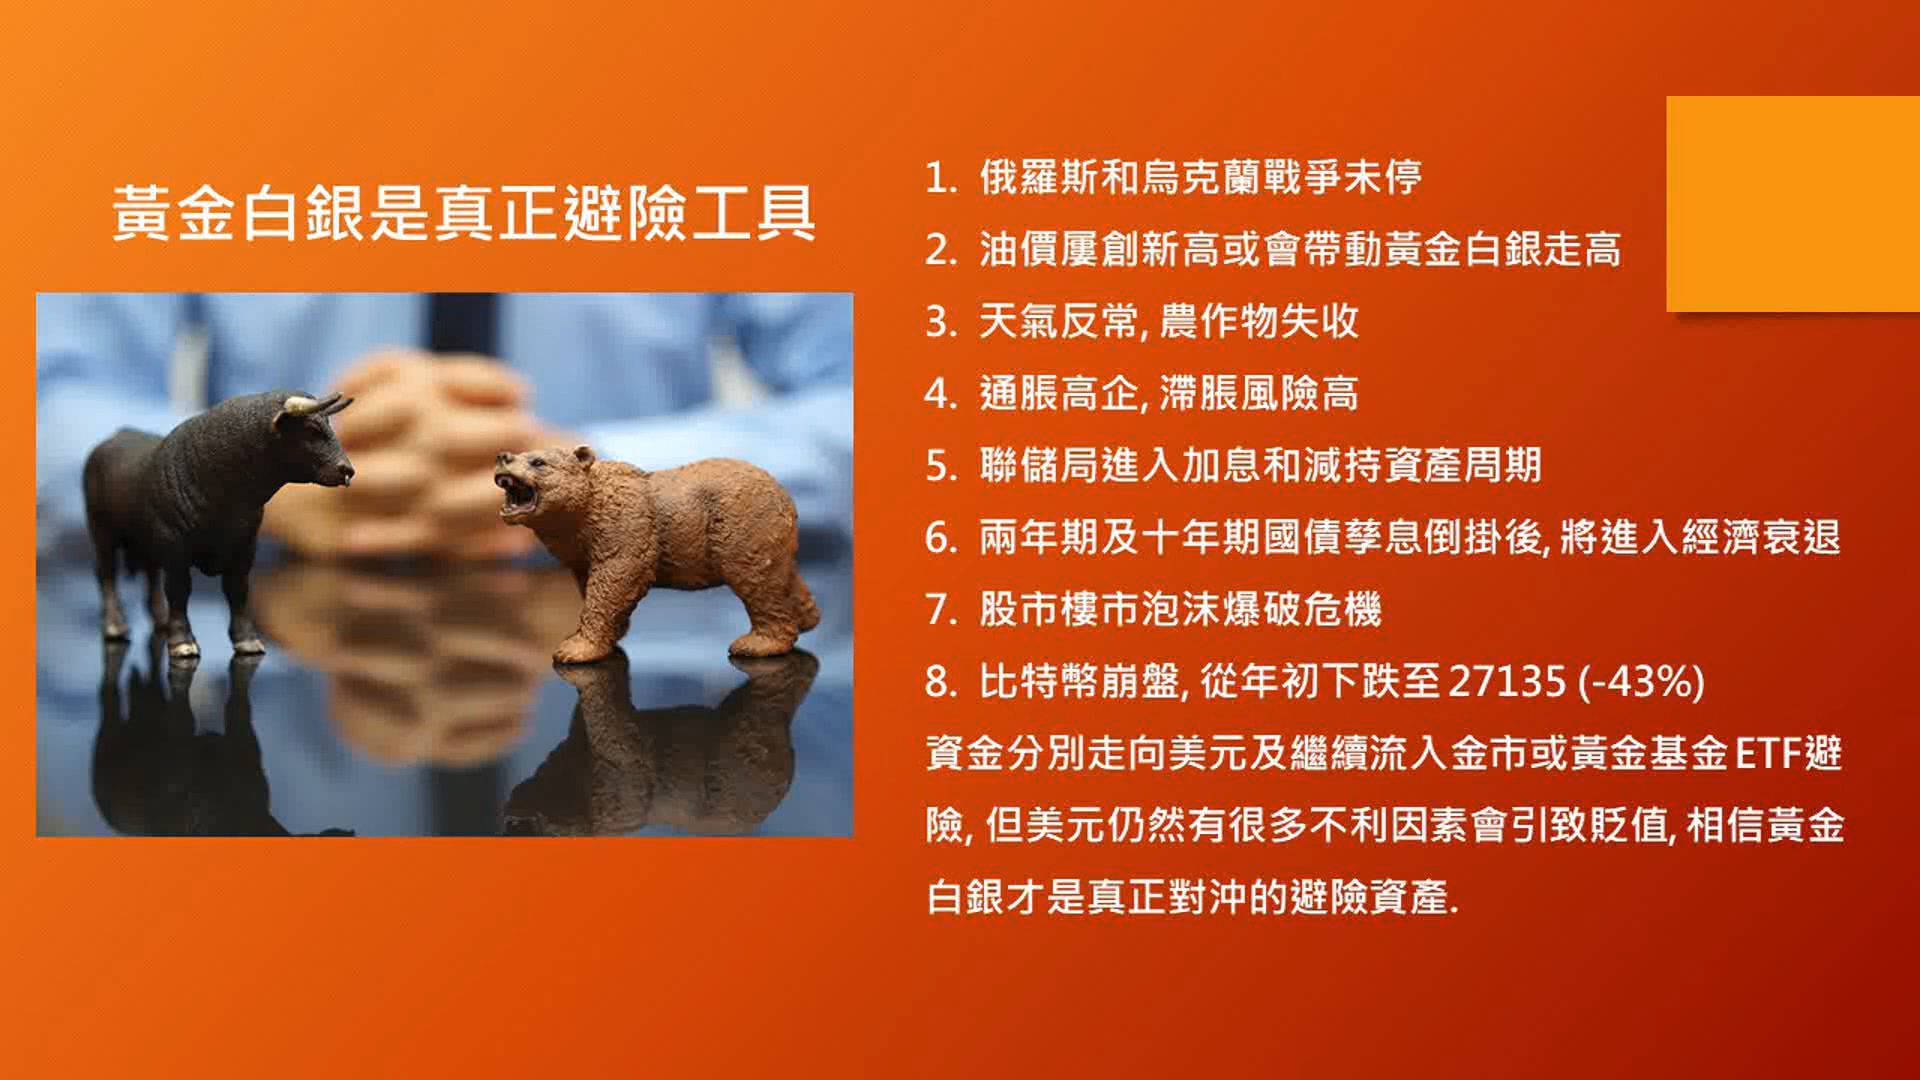 黃金白銀是真正避險工具
1. 俄羅斯和烏克蘭戰爭未停
2. 油價屢創新高或會帶動黃金白銀走高
3. 天氣反常, 農作物失收
4. 通脹高企, 滯脹風險高
5. 聯儲局進入加息和減持資產周期
6. 兩年期及十年期國債孳息倒掛後, 將進入經濟衰退
7. 股市樓市泡沫爆破危機
8. 比特幣崩盤, 從年初下跌至27135 (-43%)
資金分別走向美元及繼續流入金市或黃金基金ETF避
險, 但美元仍然有很多不利因素會引致貶值, 相信黃金
白銀才是真正對沖的避險資產.